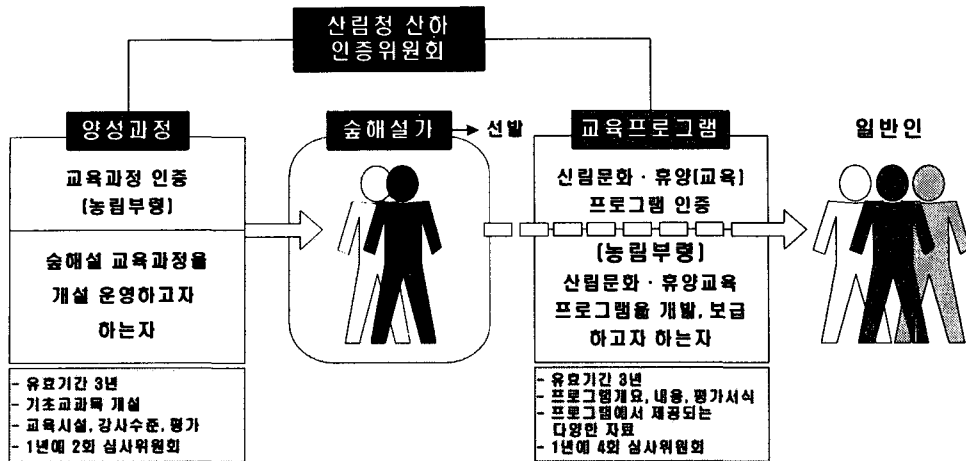 산림청 산하
인증위원회
양성과정
교육과정 인증
(농림부령)
숲해설 교육과정을
개설 운영하고자
하는자
- 유효기간 3년
- 기초교과목 개설
- 교육시설, 강사수준, 평가
- 1년에 2회 심사위원회
숲해설가
선발
교육프로그램
신림문화 · 휴양(교육)
프로그램 인증
(농림부령)
산림문화 · 휴양교육
프로그램을 개발, 보급
하고자 하는자
- 유효기간 3년
- 프로그램개요, 내용, 평가서식
- 프로그램에서 제공되는
다양한 자료
- 1년에 4회 심사위원회
일반인